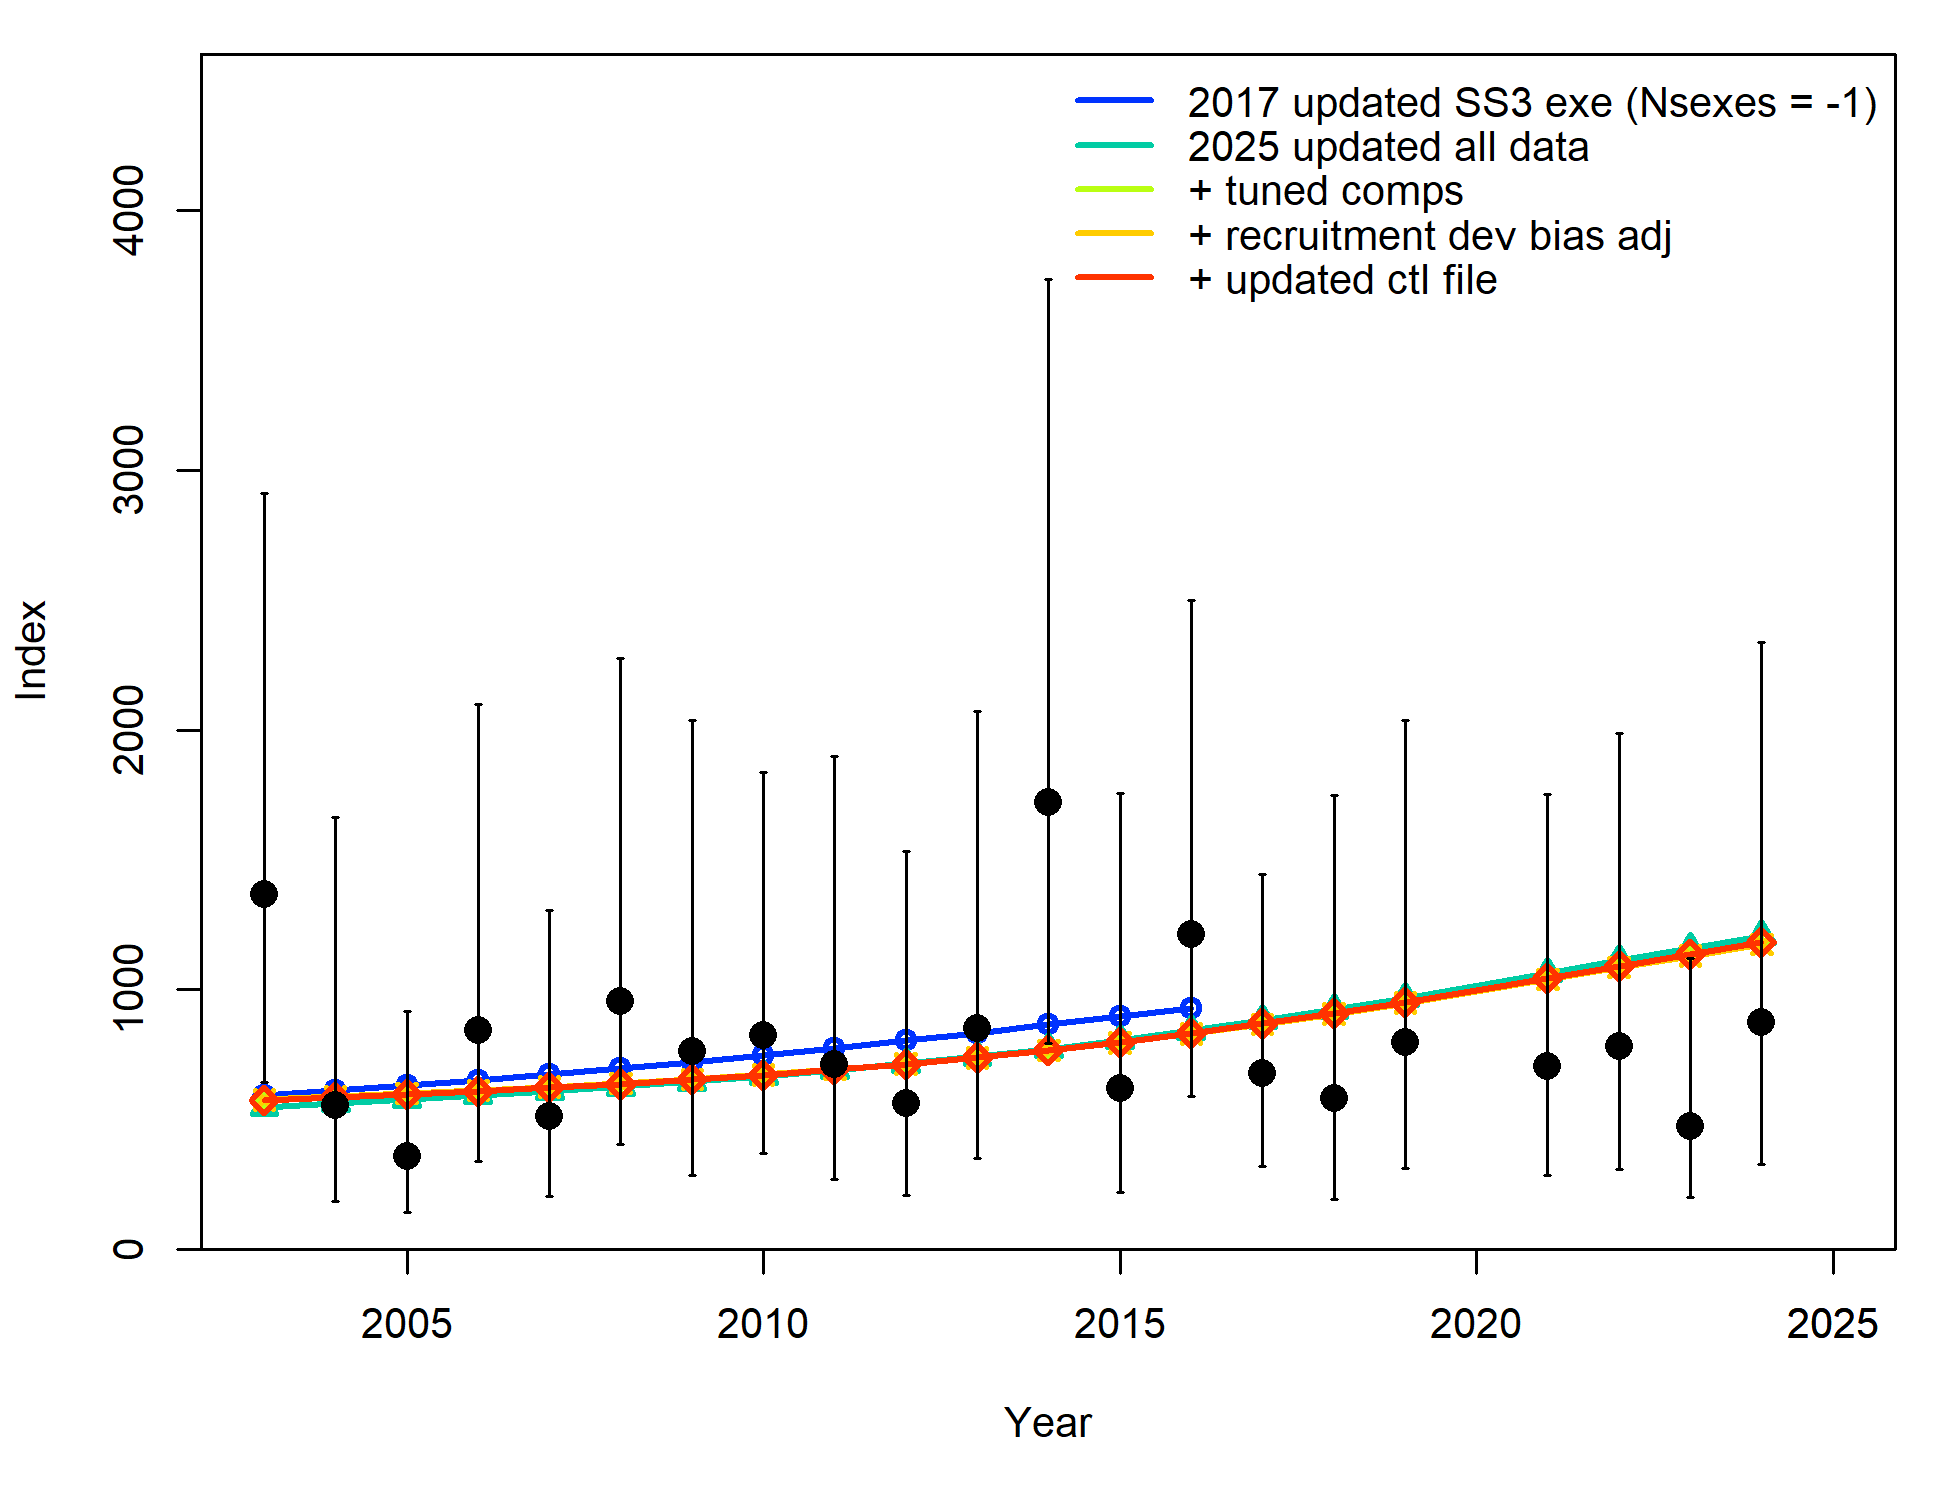 2017 updated SS3 exe (Nsexes = -1)
2025 updated all data
+ tuned comps
+ recruitment dev bias adj
+ updated ctl file
4000
3000
2000
1000
0
Index
2005 2010 2015 2020 2025
Year